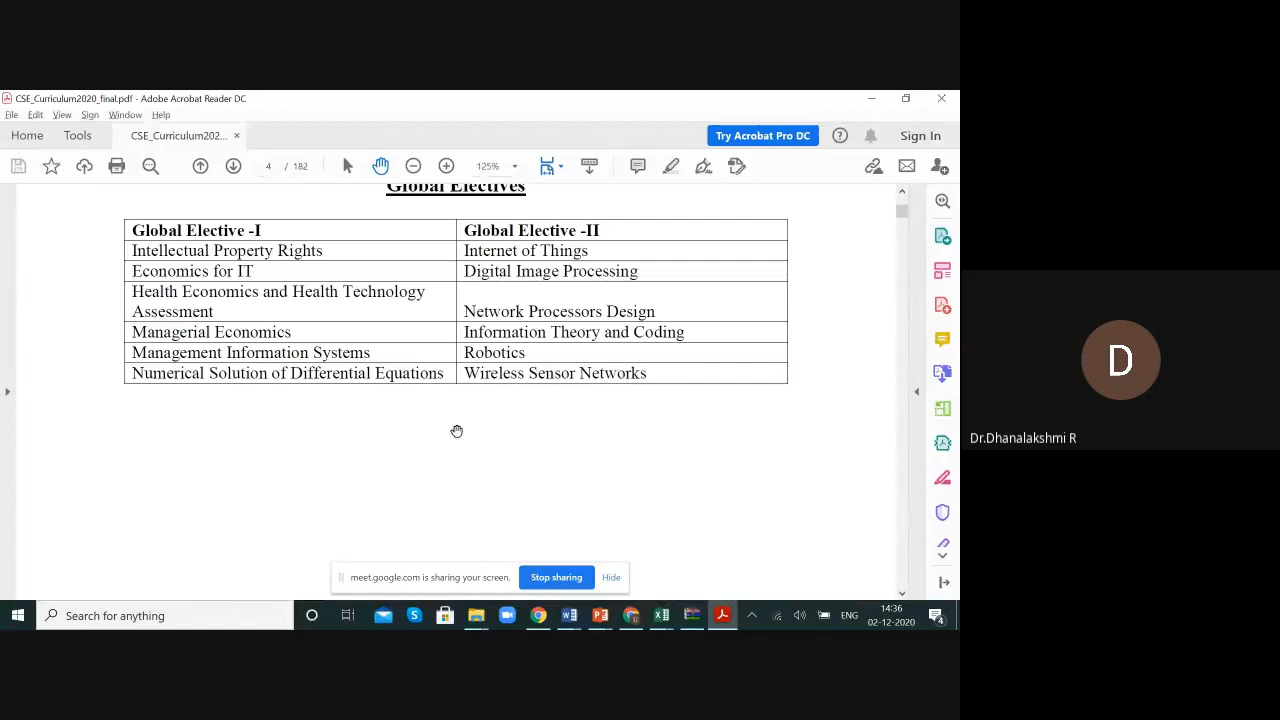 CSE_Curriculum2020_final.pdf - Adobe Acrobat Reader DC
File Edit View Sign Window Help
Home Tools CSE_Curriculum202... × Try Acrobat Pro DC Sign In
4 / 182 125%
Global Electives
Global Elective -I Global Elective -II
Intellectual Property Rights Internet of Things
Economics for IT Digital Image Processing
Health Economics and Health Technology
Assessment Network Processors Design
Managerial Economics Information Theory and Coding
Management Information Systems Robotics
Numerical Solution of Differential Equations Wireless Sensor Networks
D
Dr.Dhanalakshmi R
meet.google.com is sharing your screen. Stop sharing Hide
Search for anything ENG 14:36
02-12-2020 4